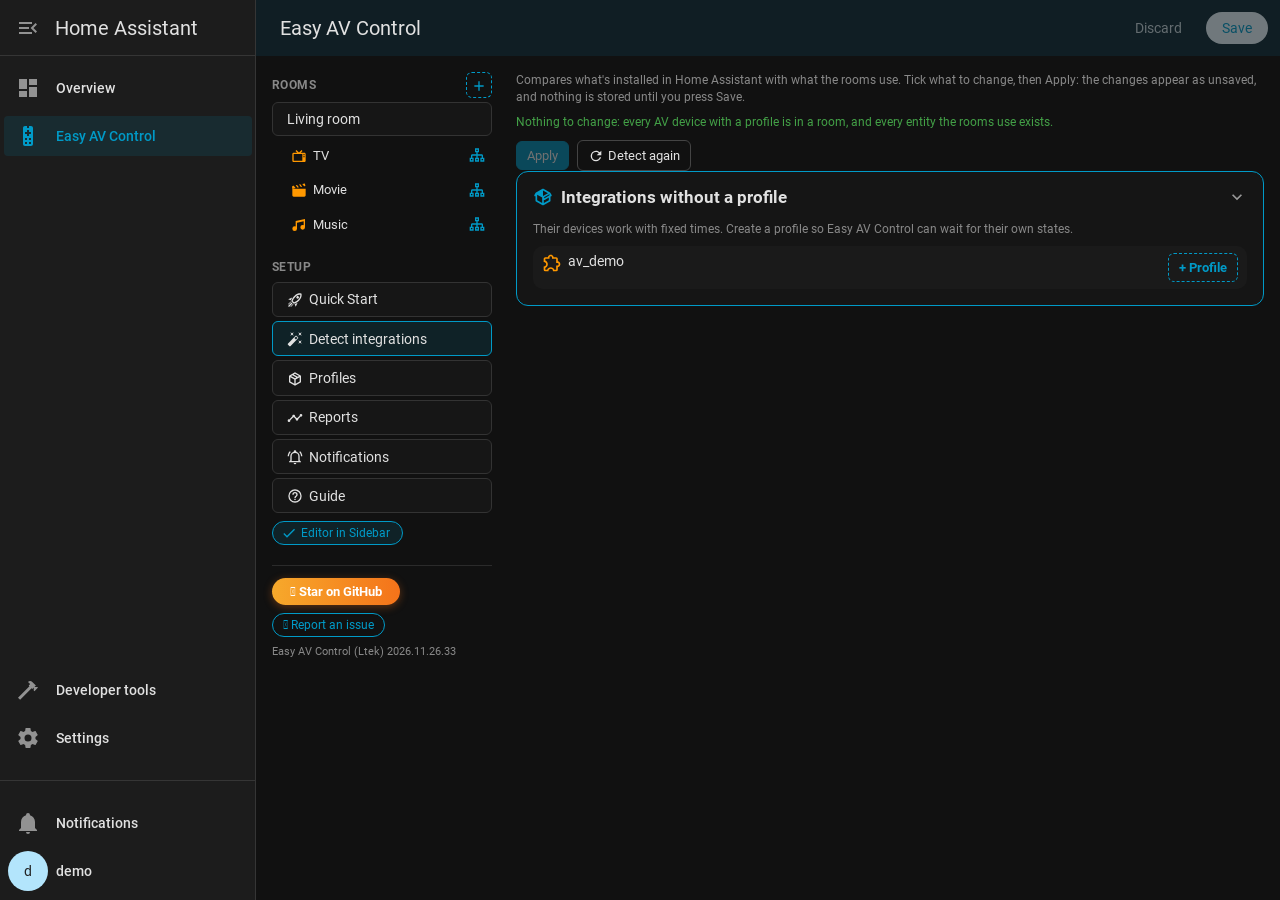 Home Assistant
Easy AV Control
Discard
Save
Overview
Easy AV Control
Developer tools
Settings
Notifications
d
demo
ROOMS
Living room
TV
Movie
Music
SETUP
Quick Start
Detect integrations
Profiles
Reports
Notifications
Guide
Editor in Sidebar
Star on GitHub
Report an issue
Easy AV Control (Ltek) 2026.11.26.33
Compares what's installed in Home Assistant with what the rooms use. Tick what to change, then Apply: the changes appear as unsaved,
and nothing is stored until you press Save.
Nothing to change: every AV device with a profile is in a room, and every entity the rooms use exists.
Apply
Detect again
Integrations without a profile
Their devices work with fixed times. Create a profile so Easy AV Control can wait for their own states.
av_demo
+ Profile